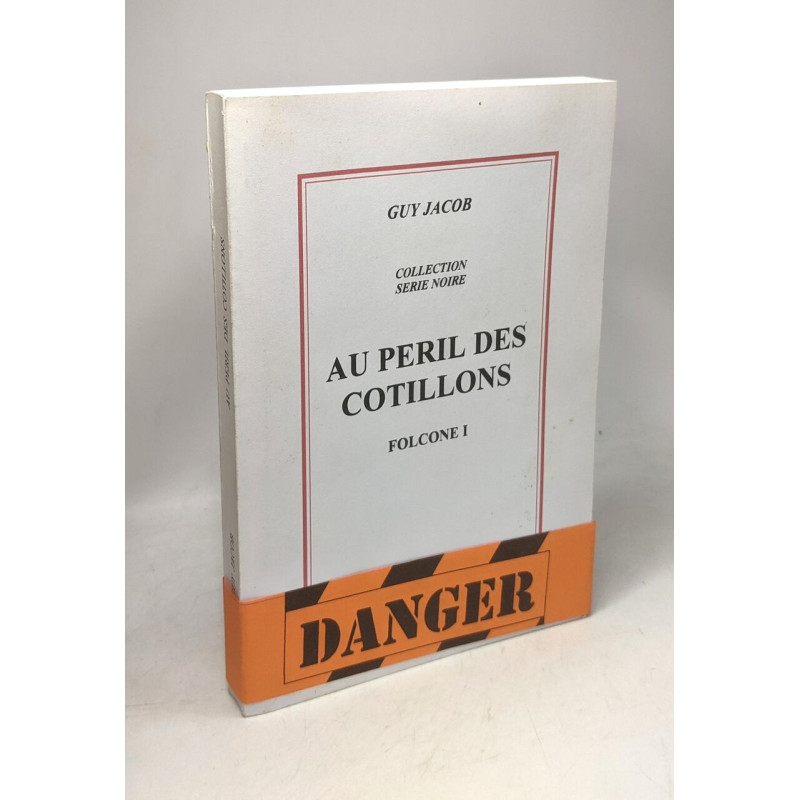 GUY JACOB
COLLECTION
SERIE NOIRE
AU PERIL DES
COTILLONS
FOLCONE I
DANGER
AU PERIL DES COTILLONS